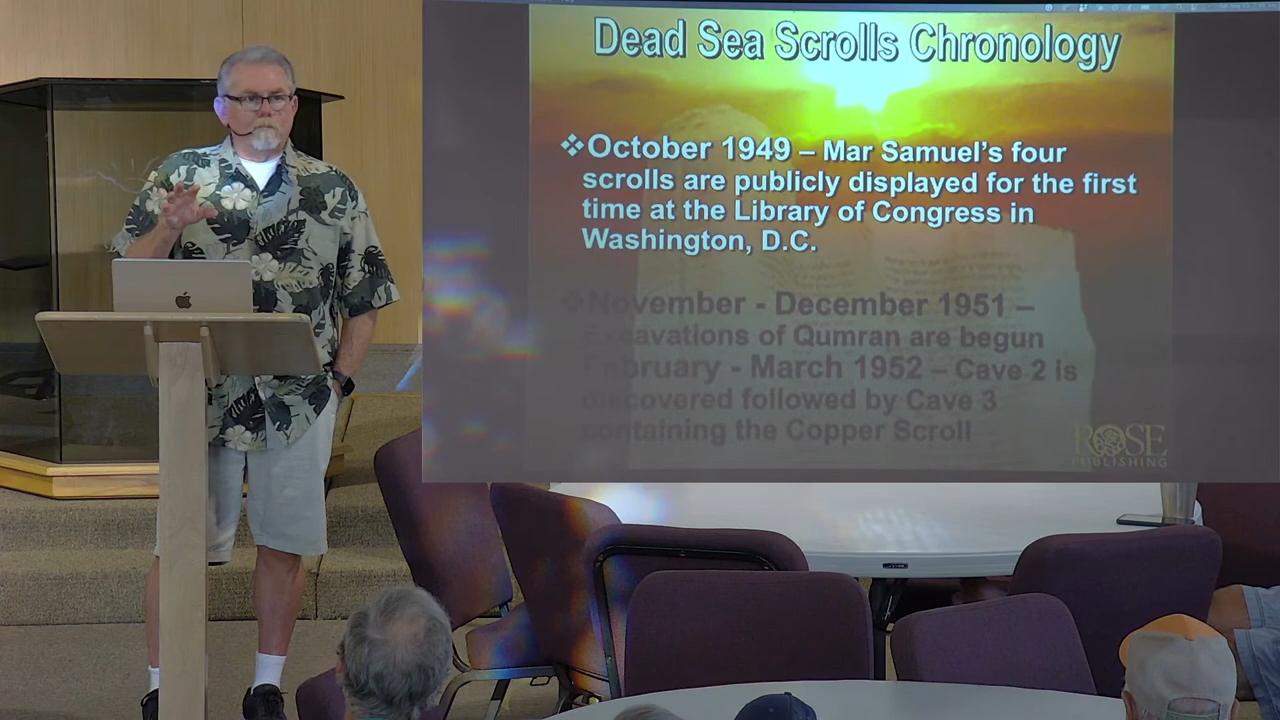 Dead Sea Scrolls Chronology
❖October 1949 – Mar Samuel’s four
scrolls are publicly displayed for the first
time at the Library of Congress in
Washington, D.C.
❖November - December 1951 –
Excavations of Qumran are begun
February - March 1952 – Cave 2 is
discovered followed by Cave 3
containing the Copper Scroll
ROSE
PUBLISHING